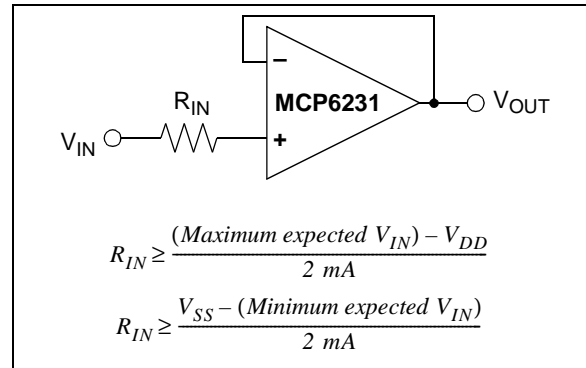 –
MCP6231
R_IN
V_OUT
V_IN
+
R_IN ≥ (Maximum expected V_IN) – V_DD
2 mA
R_IN ≥ V_SS – (Minimum expected V_IN)
2 mA